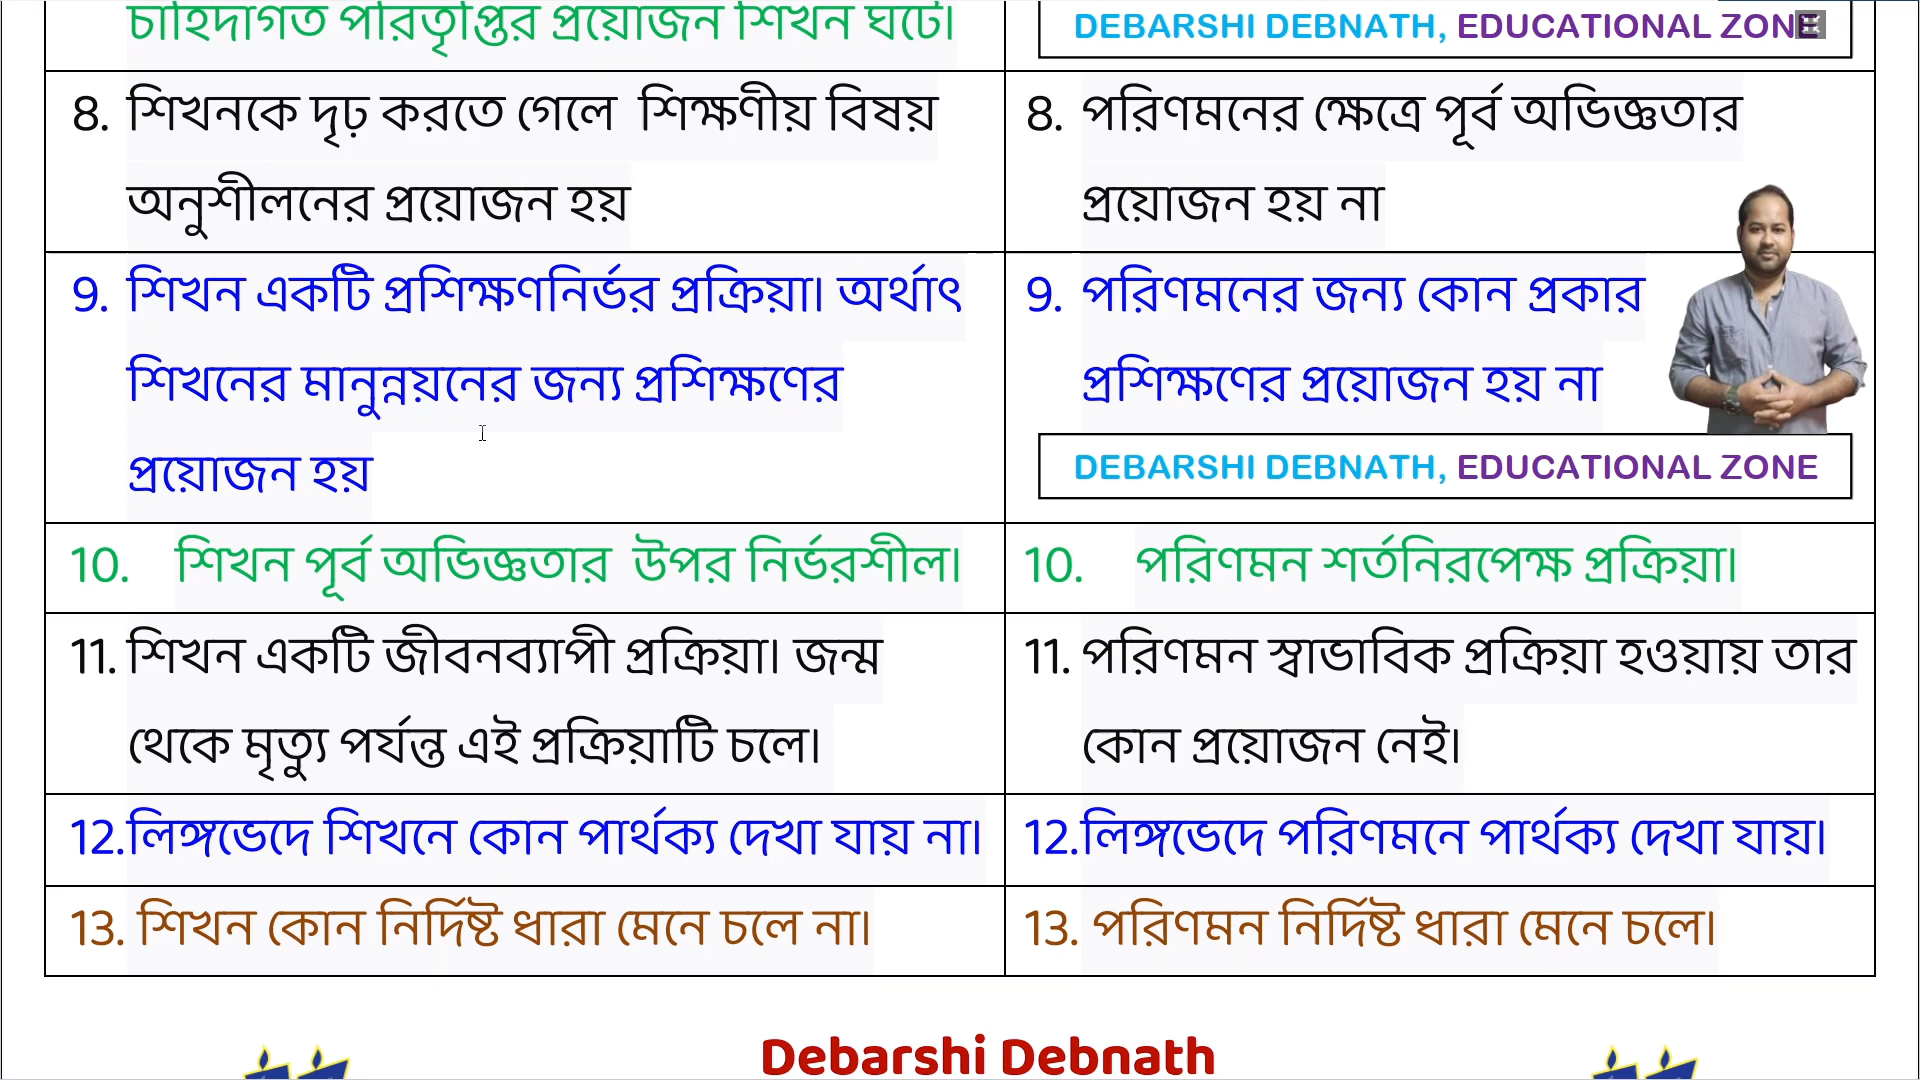 চাহিদাগত পরিতৃপ্তির প্রয়োজন শিখন ঘটে।
DEBARSHI DEBNATH, EDUCATIONAL ZONE
8. শিখনকে দৃঢ় করতে গেলে শিক্ষণীয় বিষয়
অনুশীলনের প্রয়োজন হয়
8. পরিণমনের ক্ষেত্রে পূর্ব অভিজ্ঞতার
প্রয়োজন হয় না
9. শিখন একটি প্রশিক্ষণনির্ভর প্রক্রিয়া। অর্থাৎ
শিখনের মানুন্নয়নের জন্য প্রশিক্ষণের
প্রয়োজন হয়
9. পরিণমনের জন্য কোন প্রকার
প্রশিক্ষণের প্রয়োজন হয় না
DEBARSHI DEBNATH, EDUCATIONAL ZONE
10. শিখন পূর্ব অভিজ্ঞতার উপর নির্ভরশীল।
10. পরিণমন শর্তনিরপেক্ষ প্রক্রিয়া।
11. শিখন একটি জীবনব্যাপী প্রক্রিয়া। জন্ম
থেকে মৃত্যু পর্যন্ত এই প্রক্রিয়াটি চলে।
11. পরিণমন স্বাভাবিক প্রক্রিয়া হওয়ায় তার
কোন প্রয়োজন নেই।
12.লিঙ্গভেদে শিখনে কোন পার্থক্য দেখা যায় না।
12.লিঙ্গভেদে পরিণমনে পার্থক্য দেখা যায়।
13. শিখন কোন নির্দিষ্ট ধারা মেনে চলে না।
13. পরিণমন নির্দিষ্ট ধারা মেনে চলে।
Debarshi Debnath